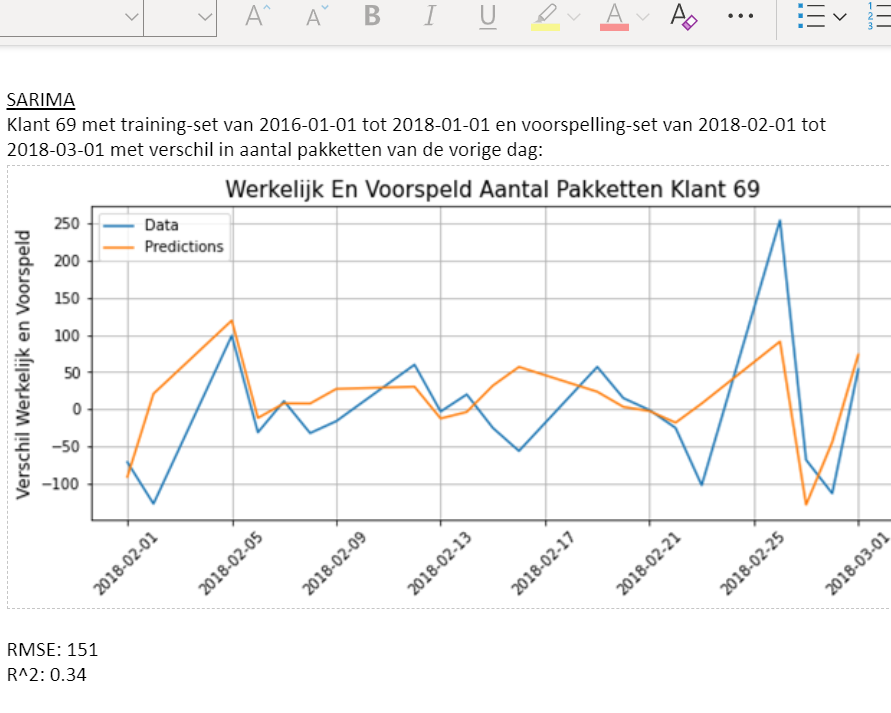 A^ A˅ B I U A A ...
SARIMA
Klant 69 met training-set van 2016-01-01 tot 2018-01-01 en voorspelling-set van 2018-02-01 tot
2018-03-01 met verschil in aantal pakketten van de vorige dag:
Werkelijk En Voorspeld Aantal Pakketten Klant 69
Data
Predictions
Verschil Werkelijk en Voorspeld
250
200
150
100
50
0
−50
−100
2018-02-01
2018-02-05
2018-02-09
2018-02-13
2018-02-17
2018-02-21
2018-02-25
2018-03-01
RMSE: 151
R^2: 0.34